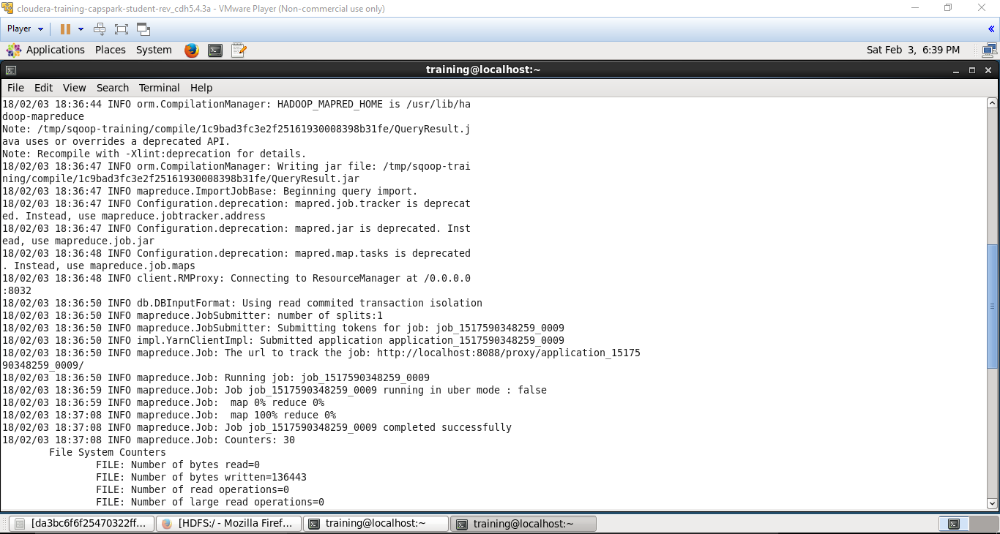 cloudera-training-capspark-student-rev_cdh5.4.3a - VMware Player (Non-commercial use only)
Player
Applications Places System
Sat Feb 3, 6:39 PM
training@localhost:~
File Edit View Search Terminal Help
18/02/03 18:36:44 INFO orm.CompilationManager: HADOOP_MAPRED_HOME is /usr/lib/ha
doop-mapreduce
Note: /tmp/sqoop-training/compile/1c9bad3fc3e2f25161930008398b31fe/QueryResult.j
ava uses or overrides a deprecated API.
Note: Recompile with -Xlint:deprecation for details.
18/02/03 18:36:47 INFO orm.CompilationManager: Writing jar file: /tmp/sqoop-trai
ning/compile/1c9bad3fc3e2f25161930008398b31fe/QueryResult.jar
18/02/03 18:36:47 INFO mapreduce.ImportJobBase: Beginning query import.
18/02/03 18:36:47 INFO Configuration.deprecation: mapred.job.tracker is deprecat
ed. Instead, use mapreduce.jobtracker.address
18/02/03 18:36:47 INFO Configuration.deprecation: mapred.jar is deprecated. Inst
ead, use mapreduce.job.jar
18/02/03 18:36:48 INFO Configuration.deprecation: mapred.map.tasks is deprecated
. Instead, use mapreduce.job.maps
18/02/03 18:36:48 INFO client.RMProxy: Connecting to ResourceManager at /0.0.0.0
:8032
18/02/03 18:36:50 INFO db.DBInputFormat: Using read commited transaction isolation
18/02/03 18:36:50 INFO mapreduce.JobSubmitter: number of splits:1
18/02/03 18:36:50 INFO mapreduce.JobSubmitter: Submitting tokens for job: job_1517590348259_0009
18/02/03 18:36:50 INFO impl.YarnClientImpl: Submitted application application_1517590348259_0009
18/02/03 18:36:50 INFO mapreduce.Job: The url to track the job: http://localhost:8088/proxy/application_15175
90348259_0009/
18/02/03 18:36:50 INFO mapreduce.Job: Running job: job_1517590348259_0009
18/02/03 18:36:59 INFO mapreduce.Job: Job job_1517590348259_0009 running in uber mode : false
18/02/03 18:36:59 INFO mapreduce.Job:  map 0% reduce 0%
18/02/03 18:37:08 INFO mapreduce.Job:  map 100% reduce 0%
18/02/03 18:37:08 INFO mapreduce.Job: Job job_1517590348259_0009 completed successfully
18/02/03 18:37:08 INFO mapreduce.Job: Counters: 30
File System Counters
FILE: Number of bytes read=0
FILE: Number of bytes written=136443
FILE: Number of read operations=0
FILE: Number of large read operations=0
[da3bc6f6f25470322ff... [HDFS:/ - Mozilla Firef... training@localhost:~ training@localhost:~